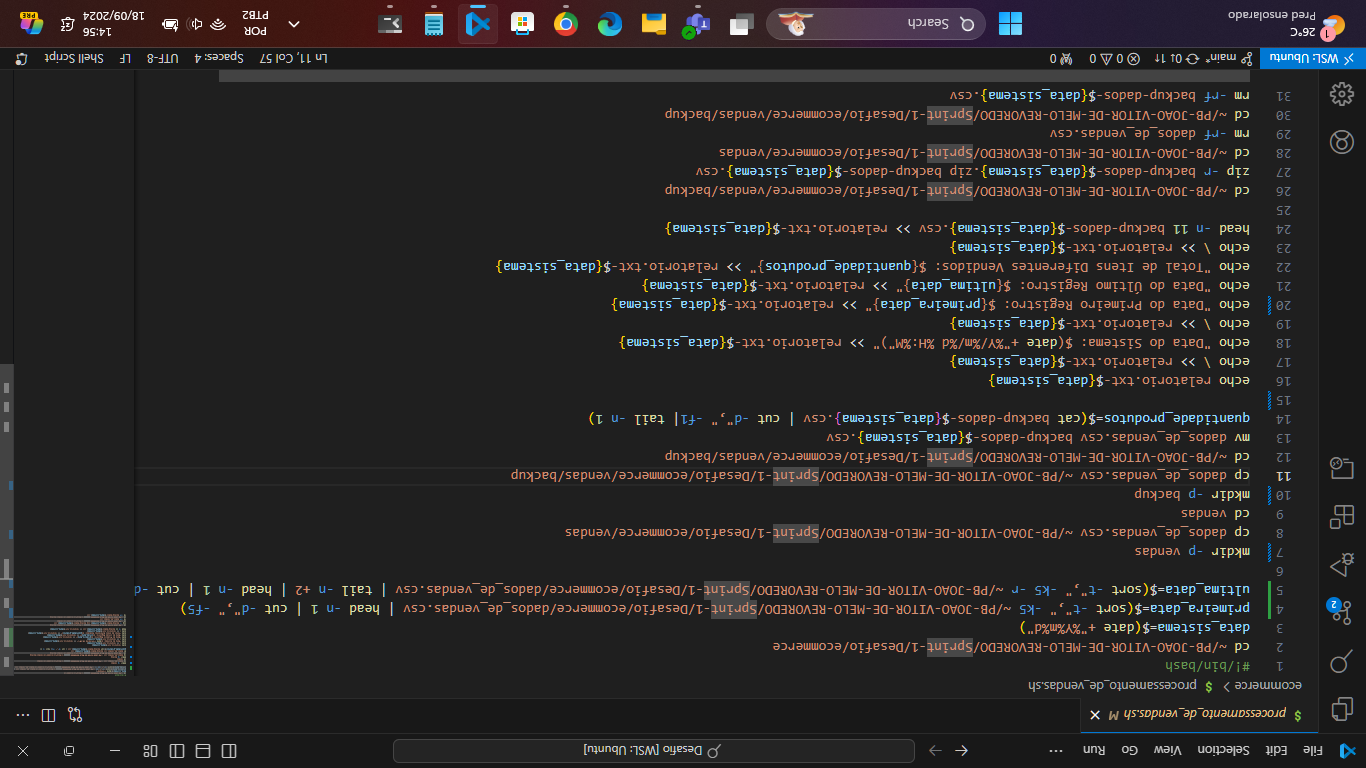 File Edit Selection View Go Run ··· Desafio [WSL: Ubuntu]
$ processamento_de_vendas.sh M
ecommerce > $ processamento_de_vendas.sh
1 #!/bin/bash
2 cd ~/PB-JOAO-VITOR-DE-MELO-REVOREDO/Sprint-1/Desafio/ecommerce
3 data_sistema=$(date +"%Y%m%d")
4 primeira_data=$(sort -t"," -k5 ~/PB-JOAO-VITOR-DE-MELO-REVOREDO/Sprint-1/Desafio/ecommerce/dados_de_vendas.csv | head -n 1 | cut -d"," -f5)
5 ultima_data=$(sort -t"," -k5 -r ~/PB-JOAO-VITOR-DE-MELO-REVOREDO/Sprint-1/Desafio/ecommerce/dados_de_vendas.csv | tail -n +2 | head -n 1 | cut -d
6
7 mkdir -p vendas
8 cp dados_de_vendas.csv ~/PB-JOAO-VITOR-DE-MELO-REVOREDO/Sprint-1/Desafio/ecommerce/vendas
9 cd vendas
10 mkdir -p backup
11 cp dados_de_vendas.csv ~/PB-JOAO-VITOR-DE-MELO-REVOREDO/Sprint-1/Desafio/ecommerce/vendas/backup
12 cd ~/PB-JOAO-VITOR-DE-MELO-REVOREDO/Sprint-1/Desafio/ecommerce/vendas/backup
13 mv dados_de_vendas.csv backup-dados-${data_sistema}.csv
14 quantidade_produtos=$(cat backup-dados-${data_sistema}.csv | cut -d"," -f1| tail -n 1)
15
16 echo relatorio.txt-${data_sistema}
17 echo \ >> relatorio.txt-${data_sistema}
18 echo "Data do Sistema: $(date +"%Y/%m/%d %H:%M")" >> relatorio.txt-${data_sistema}
19 echo \ >> relatorio.txt-${data_sistema}
20 echo "Data do Primeiro Registro: ${primeira_data}" >> relatorio.txt-${data_sistema}
21 echo "Data do Último Registro: ${ultima_data}" >> relatorio.txt-${data_sistema}
22 echo "Total de Itens Diferentes Vendidos: ${quantidade_produtos}" >> relatorio.txt-${data_sistema}
23 echo \ >> relatorio.txt-${data_sistema}
24 head -n 11 backup-dados-${data_sistema}.csv >> relatorio.txt-${data_sistema}
25
26 cd ~/PB-JOAO-VITOR-DE-MELO-REVOREDO/Sprint-1/Desafio/ecommerce/vendas/backup
27 zip -r backup-dados-${data_sistema}.zip backup-dados-${data_sistema}.csv
28 cd ~/PB-JOAO-VITOR-DE-MELO-REVOREDO/Sprint-1/Desafio/ecommerce/vendas
29 rm -rf dados_de_vendas.csv
30 cd ~/PB-JOAO-VITOR-DE-MELO-REVOREDO/Sprint-1/Desafio/ecommerce/vendas/backup
31 rm -rf backup-dados-${data_sistema}.csv
2
WSL: Ubuntu main* 0↓ 1↑ 0 0 0 Ln 11, Col 57 Spaces: 4 UTF-8 LF Shell Script
1 26°C
Pred ensolarado
Search
POR
PTB2
14:56
18/09/2024
PRE